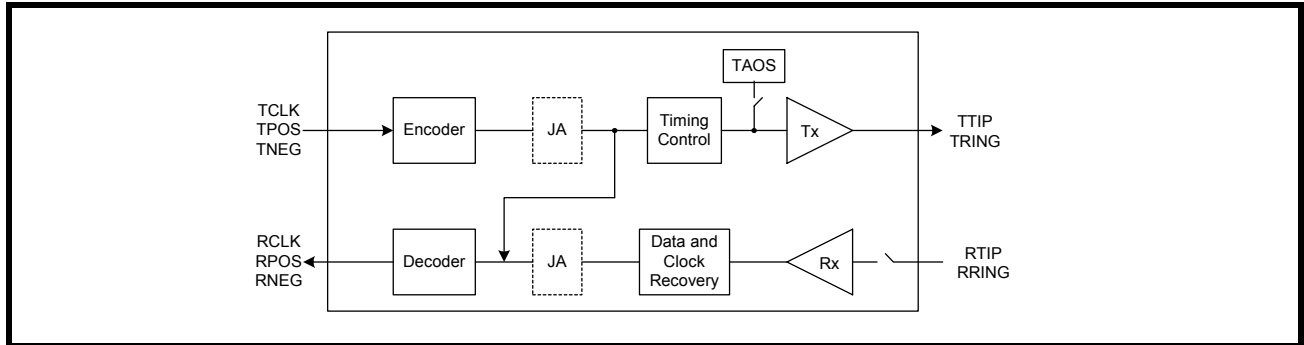 TAOS
TCLK
TPOS
TNEG
Encoder
JA
Timing
Control
Tx
TTIP
TRING
RCLK
RPOS
RNEG
Decoder
JA
Data and
Clock
Recovery
Rx
RTIP
RRING